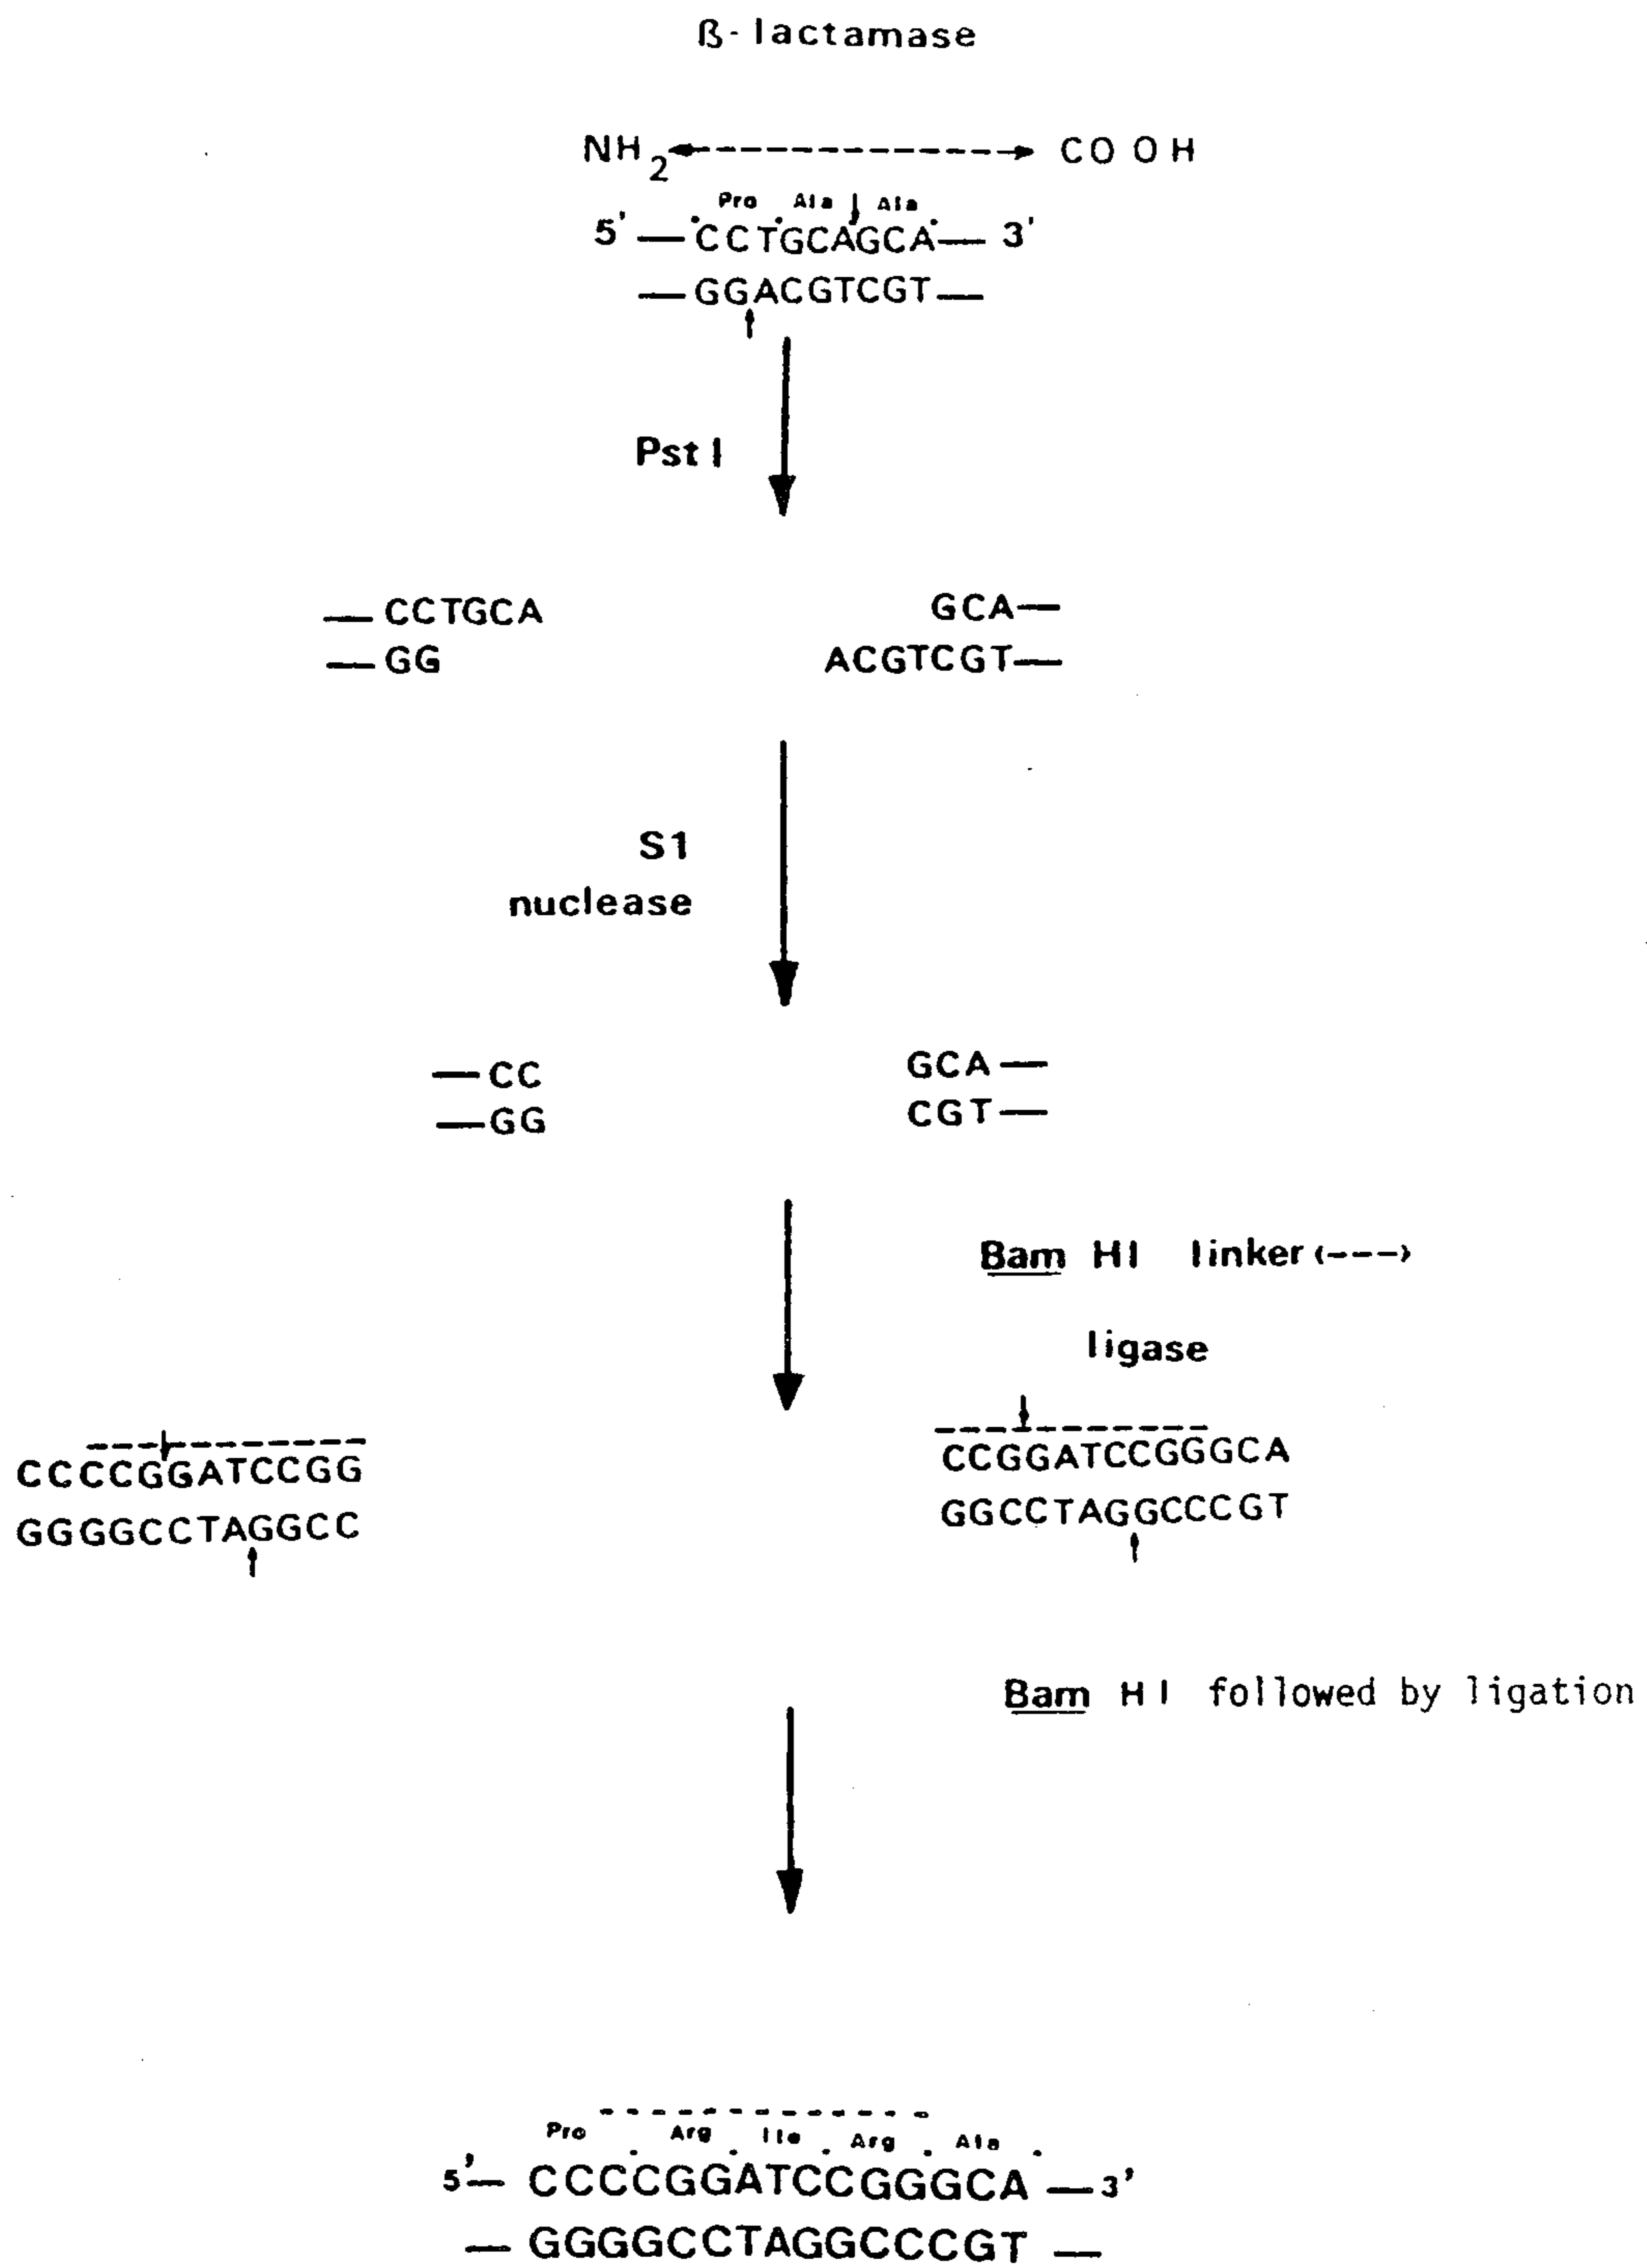 ß-lactamase
NH2 COOH
Pro Ala Ala
5' — CCTGCAGCA — 3'
— GGACGTCGT —
Pst I
— CCTGCA GCA —
— GG ACGTCGT —
S1
nuclease
— CC GCA —
— GG CGT —
Bam HI linker (---)
ligase
CCCCGGATCCGG CCGGATCCGGGCA
GGGGCCTAGGCC GGCCTAGGCCCGT
Bam HI followed by ligation
Pro Arg Ile Arg Ala
5' — CCCCGGATCCGGGCA — 3'
— GGGGCCTAGGCCCGT —